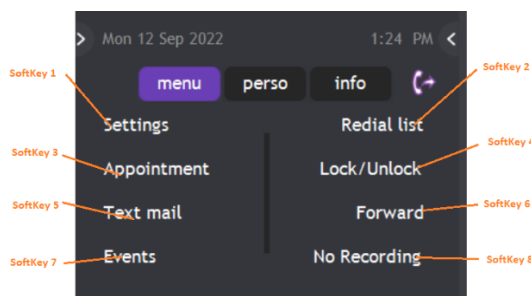 Mon 12 Sep 2022 1:24 PM
SoftKey 1 menu perso info SoftKey 2
Settings Redial list
SoftKey 3 Appointment Lock/Unlock SoftKey 4
SoftKey 5 Text mail Forward SoftKey 6
SoftKey 7 Events No Recording SoftKey 8